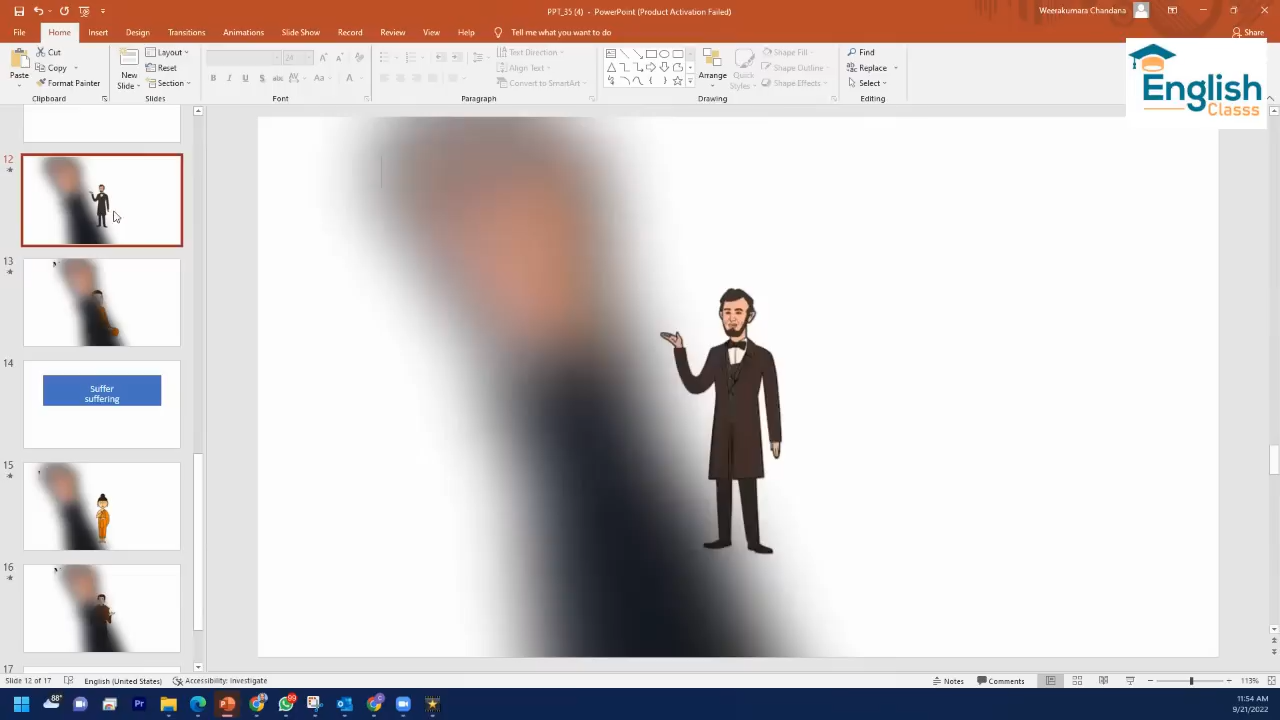 PPT_35 (4) - PowerPoint (Product Activation Failed)
Weerakumara Chandana
File Home Insert Design Transitions Animations Slide Show Record Review View Help Tell me what you want to do
Share
Paste
Cut
Copy
Format Painter
Clipboard
New
Slide
Layout
Reset
Section
Slides
24
B I U S
Font
Text Direction
Align Text
Convert to SmartArt
Paragraph
Arrange
Quick
Styles
Shape Fill
Shape Outline
Shape Effects
Drawing
Find
Replace
Select
Editing
English
Classs
12
13
14
Suffer
suffering
15
16
17
Slide 12 of 17 English (United States) Accessibility: Investigate
Notes Comments 113%
88°
99
11:54 AM
9/21/2022